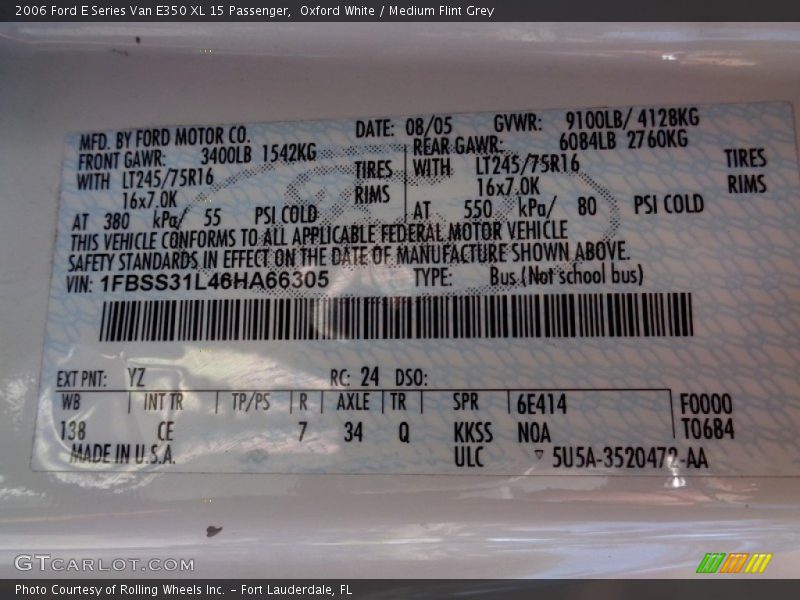 2006 Ford E Series Van E350 XL 15 Passenger,  Oxford White / Medium Flint Grey
MFD. BY FORD MOTOR CO. DATE: 08/05 GVWR: 9100LB/ 4128KG
FRONT GAWR: 3400LB 1542KG REAR GAWR: 6084LB 2760KG
WITH LT245/75R16 TIRES WITH LT245/75R16 TIRES
16x7.0K RIMS 16x7.0K RIMS
AT 380 kPa/ 55 PSI COLD AT 550 kPa/ 80 PSI COLD
THIS VEHICLE CONFORMS TO ALL APPLICABLE FEDERAL MOTOR VEHICLE
SAFETY STANDARDS IN EFFECT ON THE DATE OF MANUFACTURE SHOWN ABOVE.
VIN: 1FBSS31L46HA66305 TYPE: Bus (Not school bus)
EXT PNT: YZ RC: 24 DSO:
WB INT TR TP/PS R AXLE TR SPR 6E414 F0000
138 CE 7 34 Q KKSS NOA T06B4
MADE IN U.S.A. ULC ▽ 5U5A-3520472-AA
GTCARLOT.COM
Photo Courtesy of Rolling Wheels Inc. – Fort Lauderdale, FL